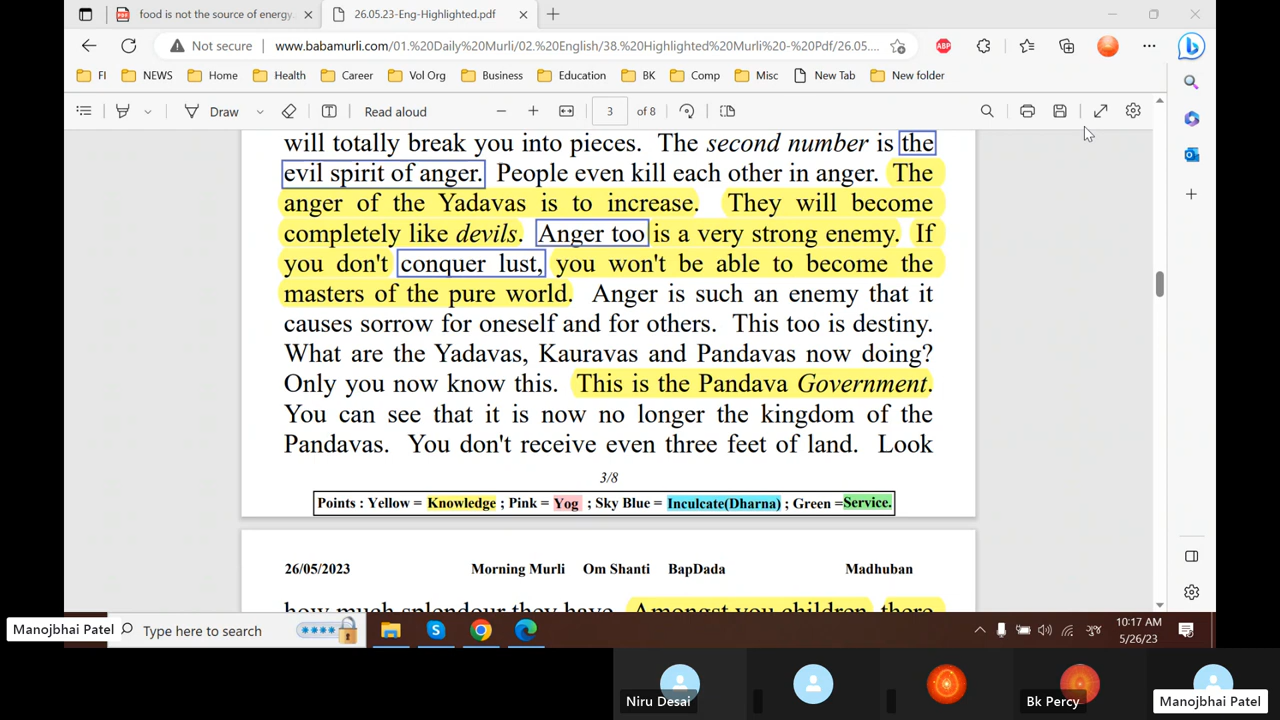 food is not the source of energy.
26.05.23-Eng-Highlighted.pdf
Not secure
www.babamurli.com/01.%20Daily%20Murli/02.%20English/38.%20Highlighted%20Murli%20-%20Pdf/26.05....
ABP
FI
NEWS
Home
Health
Career
Vol Org
Business
Education
BK
Comp
Misc
New Tab
New folder
Draw
Read aloud
3
of 8
will totally break you into pieces. The second number is the
evil spirit of anger. People even kill each other in anger. The
anger of the Yadavas is to increase. They will become
completely like devils. Anger too is a very strong enemy. If
you don't conquer lust, you won't be able to become the
masters of the pure world. Anger is such an enemy that it
causes sorrow for oneself and for others. This too is destiny.
What are the Yadavas, Kauravas and Pandavas now doing?
Only you now know this. This is the Pandava Government.
You can see that it is now no longer the kingdom of the
Pandavas. You don't receive even three feet of land. Look
3/8
Points : Yellow = Knowledge ; Pink = Yog ; Sky Blue = Inculcate(Dharna) ; Green =Service.
26/05/2023 Morning Murli Om Shanti BapDada Madhuban
how much splendour they have. Amongst you children, there
Manojbhai Patel
Type here to search
10:17 AM
5/26/23
Niru Desai
Bk Percy
Manojbhai Patel